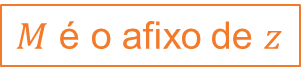 M é o afixo de z